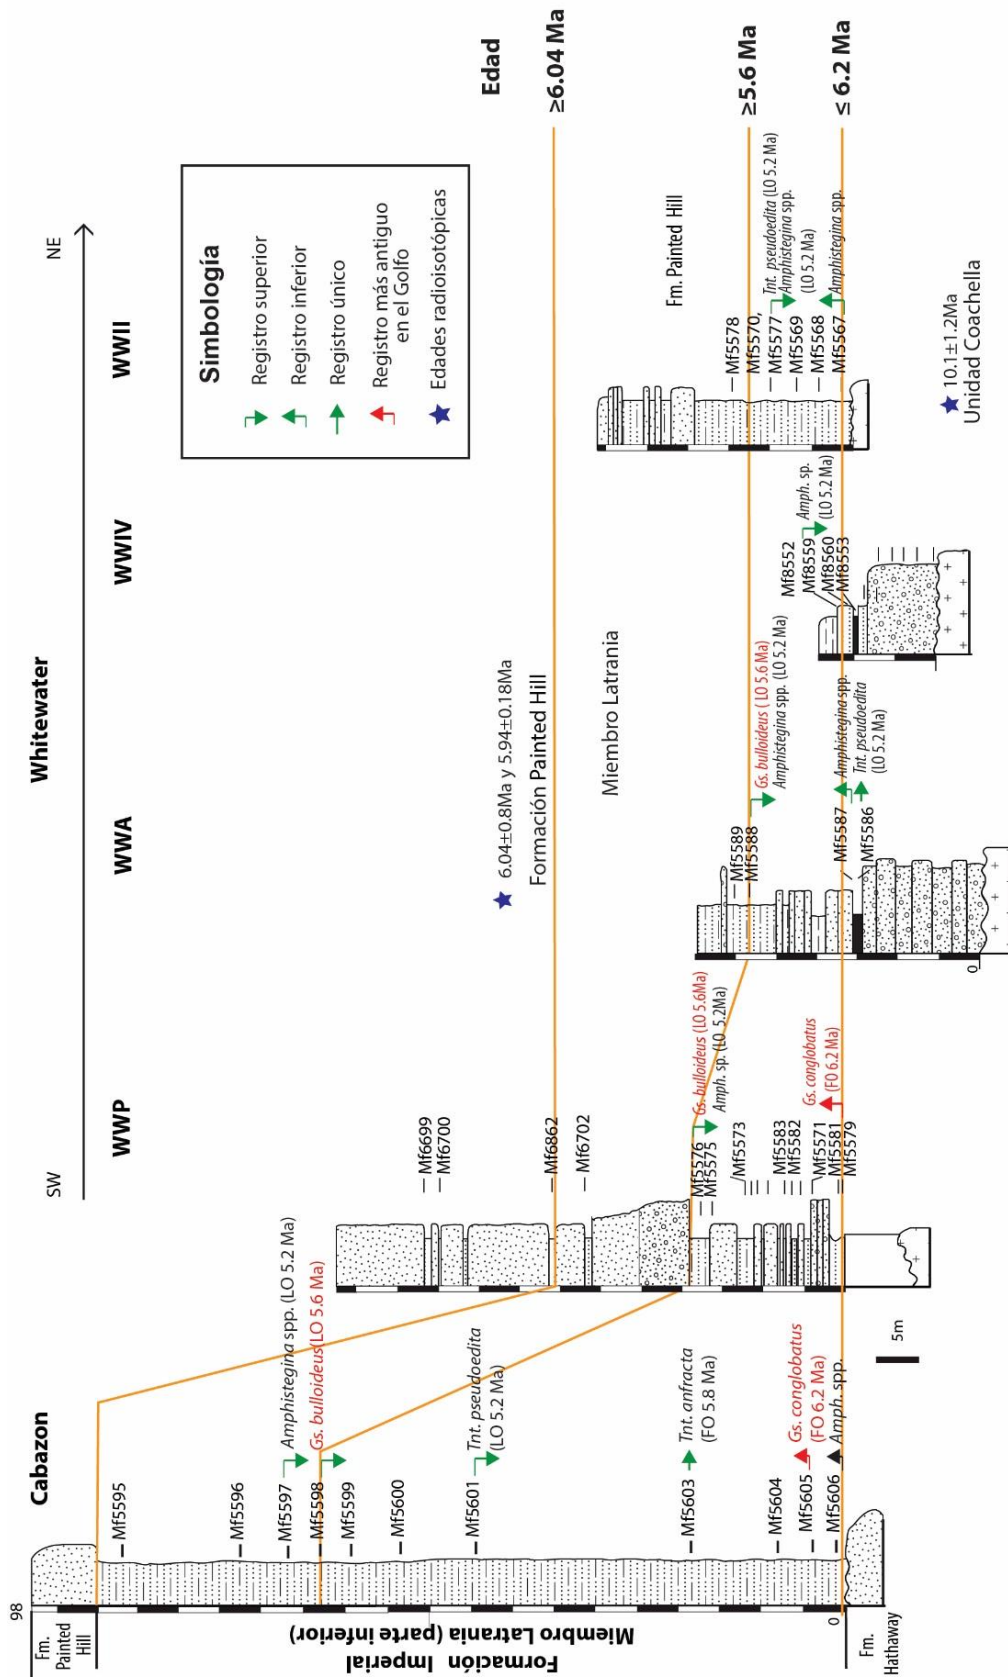 Whitewater
SW
NE
Cabazon
WWP
WWA
WWIV
WWII
Simbología
Registro superior
Registro inferior
Registro único
Registro más antiguo
en el Golfo
Edades radioisotópicas
Edad
≥6.04 Ma
≥5.6 Ma
≤ 6.2 Ma
98
Fm.
Painted
Hill
Formación Imperial
Miembro Latrania (parte inferior)
0
Fm.
Hathaway
Mf5595
Mf5596
Mf5597
Mf5598
Mf5599
Mf5600
Mf5601
Mf5603
Mf5604
Mf5605
Mf5606
Amphistegina spp. (LO 5.2 Ma)
Gs. bulloideus(LO 5.6 Ma)
Tnt. pseudoedita
(LO 5.2 Ma)
Tnt. anfracta
(FO 5.8 Ma)
Gs. conglobatus
(FO 6.2 Ma)
Amph. spp.
5m
Mf6699
Mf6700
Mf6862
Mf6702
Mf5576
Mf5575
Mf5573
Mf5583
Mf5582
Mf5571
Mf5581
Mf5579
Gs. bulloideus (LO 5.6Ma)
Amph. sp. (LO 5.2Ma)
Gs. conglobatus
(FO 6.2 Ma)
6.04±0.8Ma y 5.94±0.18Ma
Formación Painted Hill
Miembro Latrania
Mf5589
Mf5588
Gs. bulloideus ( LO 5.6 Ma)
Amphistegina spp. (LO 5.2 Ma)
Mf5587
Mf5586
Amphistegina spp.
Tnt. pseudoedita
(LO 5.2 Ma)
0
Mf8552
Mf8559
Mf8560
Mf8553
Amph. sp.
(LO 5.2 Ma)
Fm. Painted Hill
Mf5578
Mf5570,
Mf5577
Mf5569
Mf5568
Mf5567
Tnt. pseudoedita (LO 5.2 Ma)
Amphistegina spp.
(LO 5.2 Ma)
Amphistegina spp.
10.1±1.2Ma
Unidad Coachella